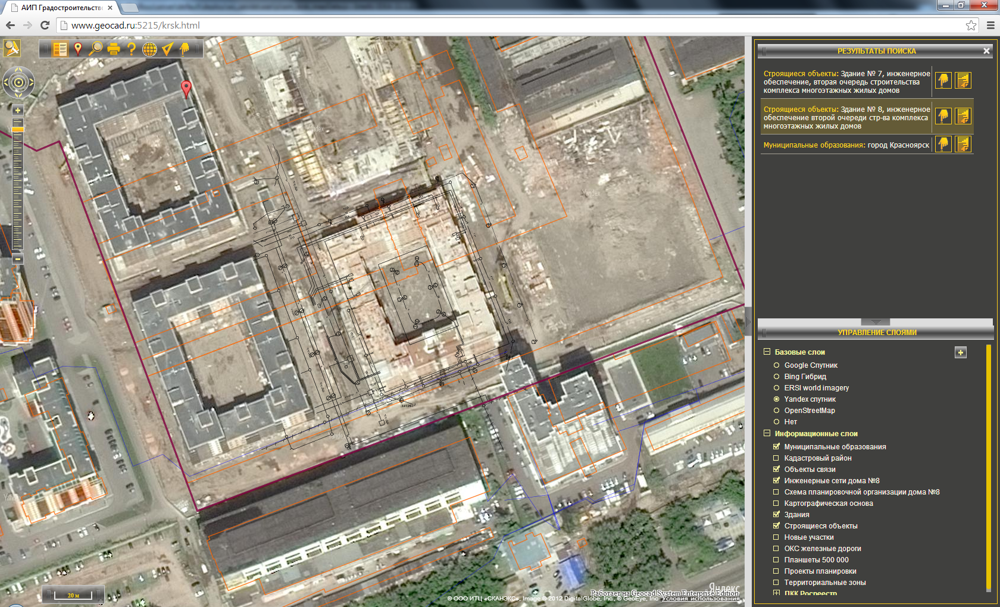 АИП Градостроительств
www.geocad.ru:5215/krsk.html
РЕЗУЛЬТАТЫ ПОИСКА
Строящиеся объекты: Здание № 7, инженерное
обеспечение, вторая очередь строительства
комплекса многоэтажных жилых домов
Строящиеся объекты: Здание № 8, инженерное
обеспечение второй очереди стр-ва комплекса
многоэтажных жилых домов
Муниципальные образования: город Красноярск
Yandex
Yandex
Yandex
Yandex
УПРАВЛЕНИЕ СЛОЯМИ
Базовые слои
Google Спутник
Bing Гибрид
ERSI world imagery
Yandex спутник
OpenStreetMap
Нет
Информационные слои
Муниципальные образования
Кадастровый район
Объекты связи
Инженерные сети дома №8
Схема планировочной организации дома №8
Картографическая основа
Здания
Строящиеся объекты
Новые участки
ОКС железные дороги
Планшеты 500 000
Проекты планировки
Территориальные зоны
ПКК Росреестр
20 м
Яндекс
Работает на Geocad System Enterprise Edition
© ООО ИТЦ «СКАНЭКС», Image © 2012 DigitalGlobe, Inc., © GeoEye, Inc Условия использования